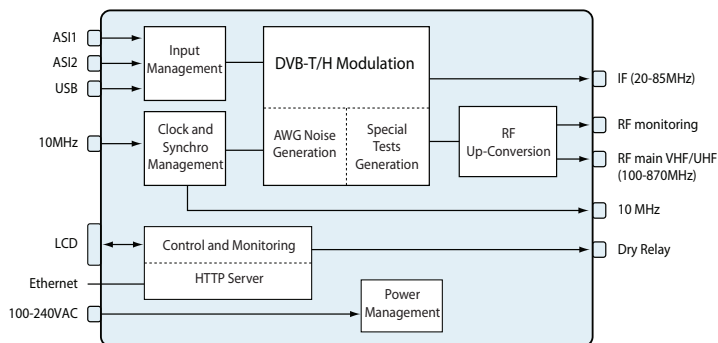 ASI1
ASI2
USB
10MHz
LCD
Ethernet
100-240VAC
Input
Management
Clock and
Synchro
Management
DVB-T/H Modulation
AWG Noise
Generation
Special
Tests
Generation
RF
Up-Conversion
Control and Monitoring
HTTP Server
Power
Management
IF (20-85MHz)
RF monitoring
RF main VHF/UHF
(100-870MHz)
10 MHz
Dry Relay